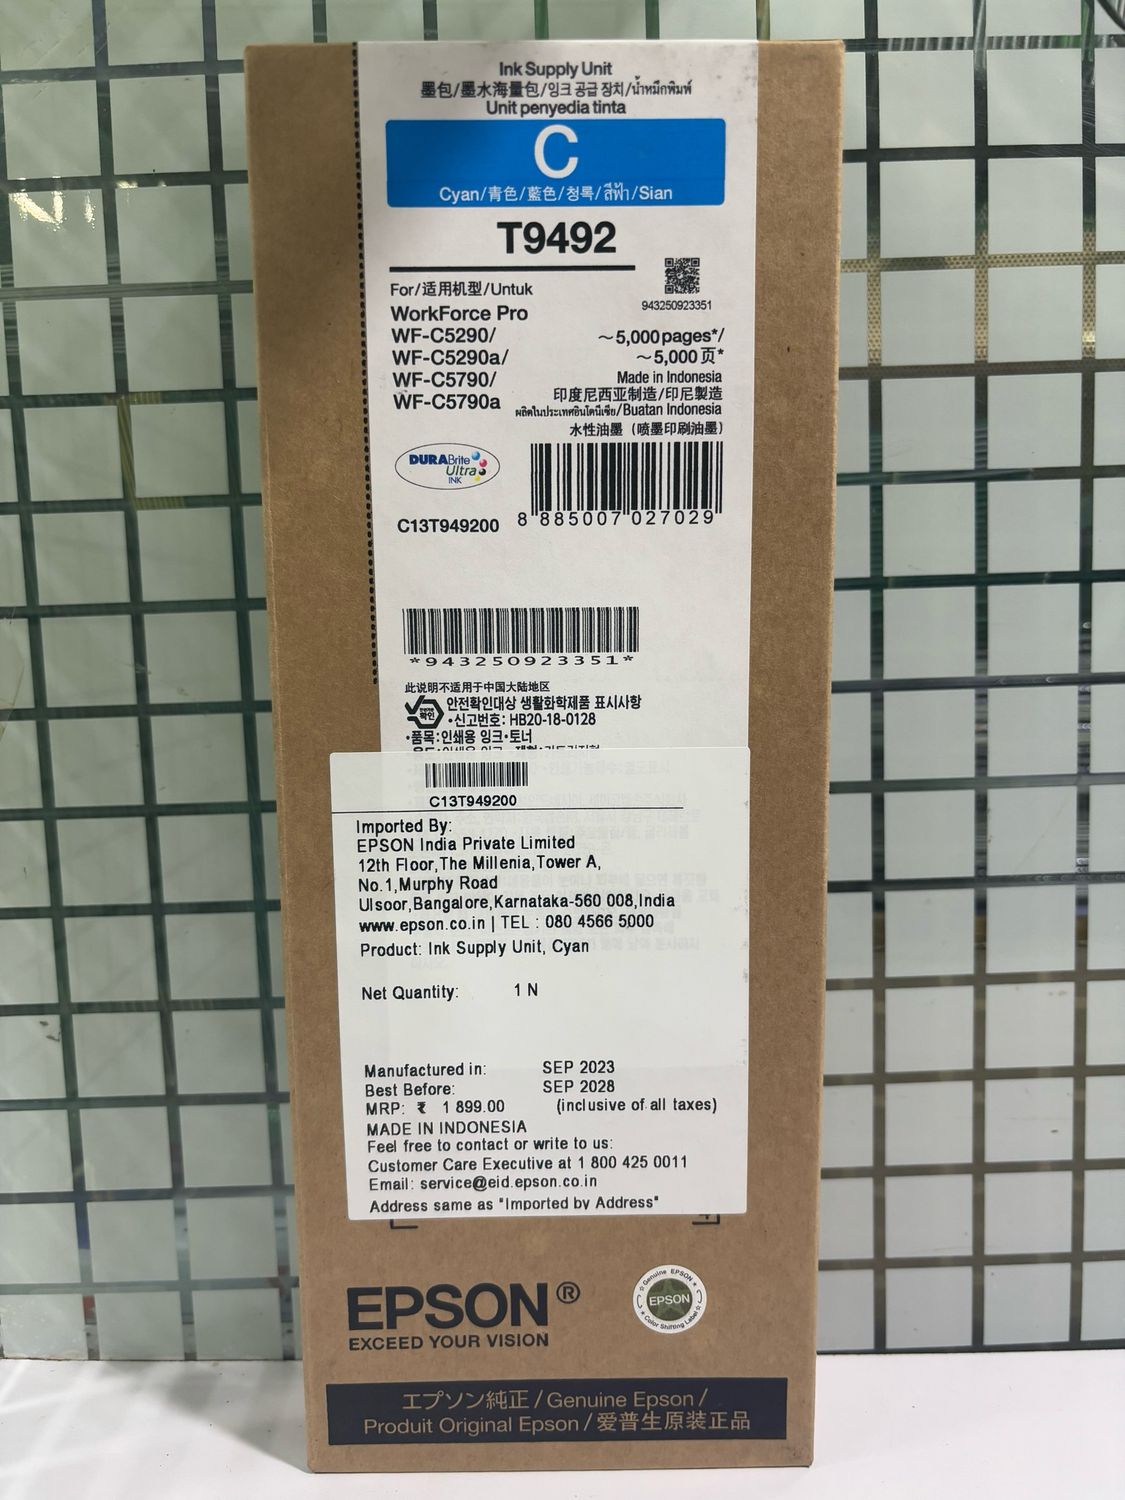 Ink Supply Unit
墨包/墨水海量包/잉크 공급 장치/น้ำหมึกพิมพ์
Unit penyedia tinta
C
Cyan/青色/藍色/청록/สีฟ้า/Sian
T9492
For/适用机型/Untuk
943250923351
WorkForce Pro
WF-C5290/
WF-C5290a/
WF-C5790/
WF-C5790a
~5,000pages*/
~5,000页*
Made in Indonesia
印度尼西亚制造/印尼製造
ผลิตในประเทศอินโดนีเซีย/Buatan Indonesia
水性油墨（喷墨印刷油墨）
DURABrite
Ultra
INK
C13T949200
8 885007 027029
*943250923351*
此说明不适用于中国大陆地区
확인
안전확인대상 생활화학제품 표시사항
•신고번호: HB20-18-0128
•품목:인쇄용 잉크•토너
C13T949200
Imported By:
EPSON India Private Limited
12th Floor,The Millenia,Tower A,
No.1,Murphy Road
Ulsoor,Bangalore,Karnataka-560 008,India
www.epson.co.in | TEL : 080 4566 5000
Product: Ink Supply Unit, Cyan
Net Quantity: 1 N
Manufactured in: SEP 2023
Best Before: SEP 2028
MRP: ₹ 1 899.00 (inclusive of all taxes)
MADE IN INDONESIA
Feel free to contact or write to us:
Customer Care Executive at 1 800 425 0011
Email: service@eid.epson.co.in
Address same as "Imported by Address"
EPSON®
EXCEED YOUR VISION
Genuine EPSON
EPSON
Color Shifting Label
エプソン純正/Genuine Epson/
Produit Original Epson/爱普生原装正品